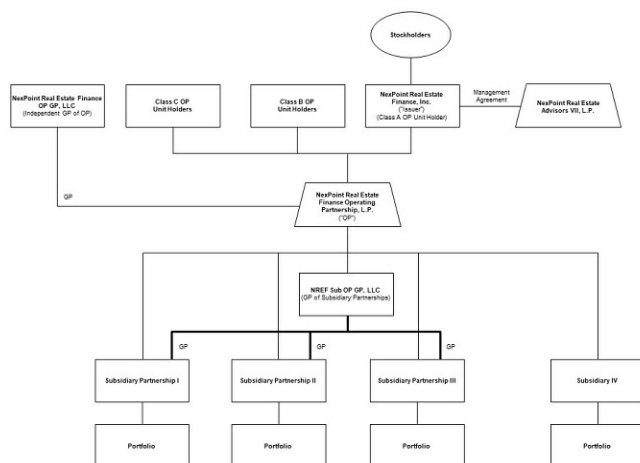 Stockholders
NexPoint Real Estate Finance
OP GP, LLC
(Independent GP of OP)
Class C OP
Unit Holders
Class B OP
Unit Holders
NexPoint Real Estate
Finance, Inc.
("Issuer")
(Class A OP Unit Holder)
Management
Agreement
NexPoint Real Estate
Advisors VII, L.P.
GP
NexPoint Real Estate
Finance Operating
Partnership, L.P.
("OP")
NREF Sub OP GP, LLC
(GP of Subsidiary Partnerships)
GP
GP
GP
Subsidiary Partnership I
Subsidiary Partnership II
Subsidiary Partnership III
Subsidiary IV
Portfolio
Portfolio
Portfolio
Portfolio